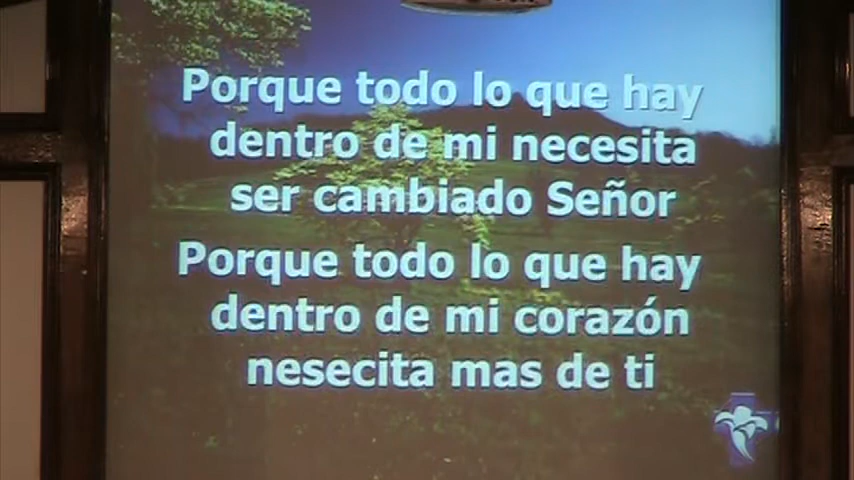 Porque todo lo que hay
dentro de mi necesita
ser cambiado Señor
Porque todo lo que hay
dentro de mi corazón
nesecita mas de ti